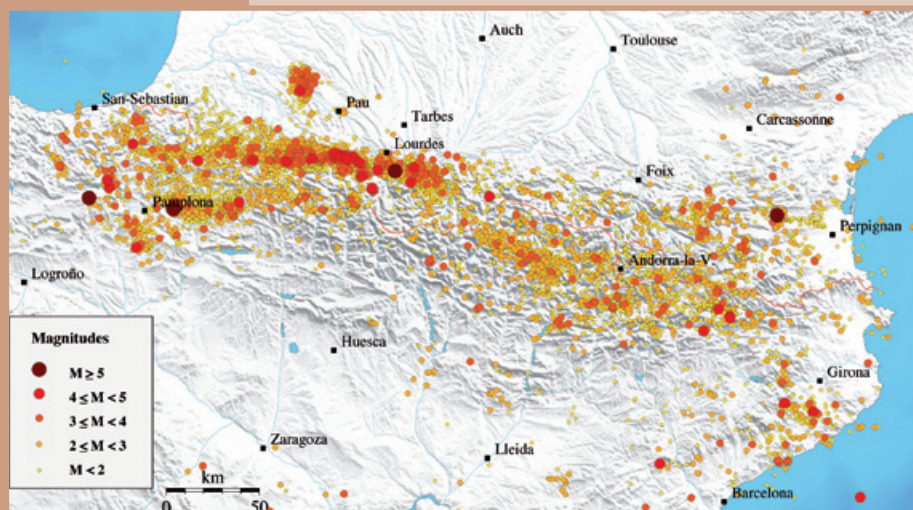 Auch
Toulouse
San-Sebastian
Pau
Tarbes
Carcassonne
Lourdes
Foix
Pamplona
Perpignan
Andorra-la-V
Logroño
Magnitudes
M ≥ 5
4 ≤ M < 5
3 ≤ M < 4
2 ≤ M < 3
M < 2
Huesca
Girona
Zaragoza
Lleida
km
0 50
Barcelona